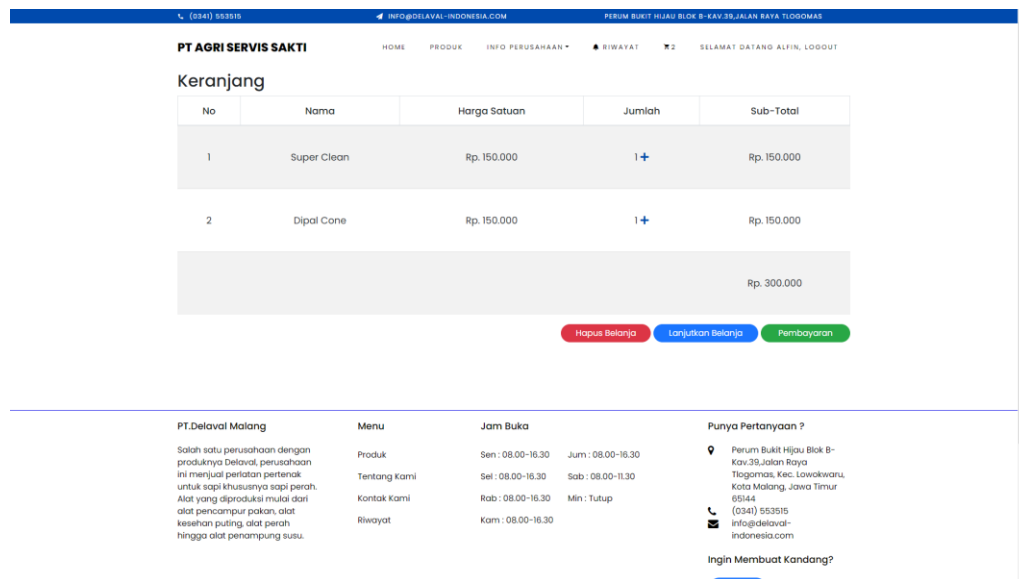 (0341) 553515 INFO@DELAVAL-INDONESIA.COM PERUM BUKIT HIJAU BLOK B-KAV.39,JALAN RAYA TLOGOMAS
PT AGRI SERVIS SAKTI HOME PRODUK INFO PERUSAHAAN RIWAYAT 2 SELAMAT DATANG ALFIN, LOGOUT
Keranjang
No Nama Harga Satuan Jumlah Sub-Total
1 Super Clean Rp. 150.000 1 + Rp. 150.000
2 Dipal Cone Rp. 150.000 1 + Rp. 150.000
Rp. 300.000
Hapus Belanja Lanjutkan Belanja Pembayaran
PT.Delaval Malang
Salah satu perusahaan dengan
produknya Delaval, perusahaan
ini menjual perlatan pertenak
untuk sapi khususnya sapi perah.
Alat yang diproduksi mulai dari
alat pencampur pakan, alat
kesehan puting, alat perah
hingga alat penampung susu.
Menu
Produk
Tentang Kami
Kontak Kami
Riwayat
Jam Buka
Sen : 08.00-16.30 Jum : 08.00-16.30
Sel : 08.00-16.30 Sab : 08.00-11.30
Rab : 08.00-16.30 Min : Tutup
Kam : 08.00-16.30
Punya Pertanyaan ?
Perum Bukit Hijau Blok B-
Kav.39,Jalan Raya
Tlogomas, Kec. Lowokwaru,
Kota Malang, Jawa Timur
65144
(0341) 553515
info@delaval-
indonesia.com
Ingin Membuat Kandang?